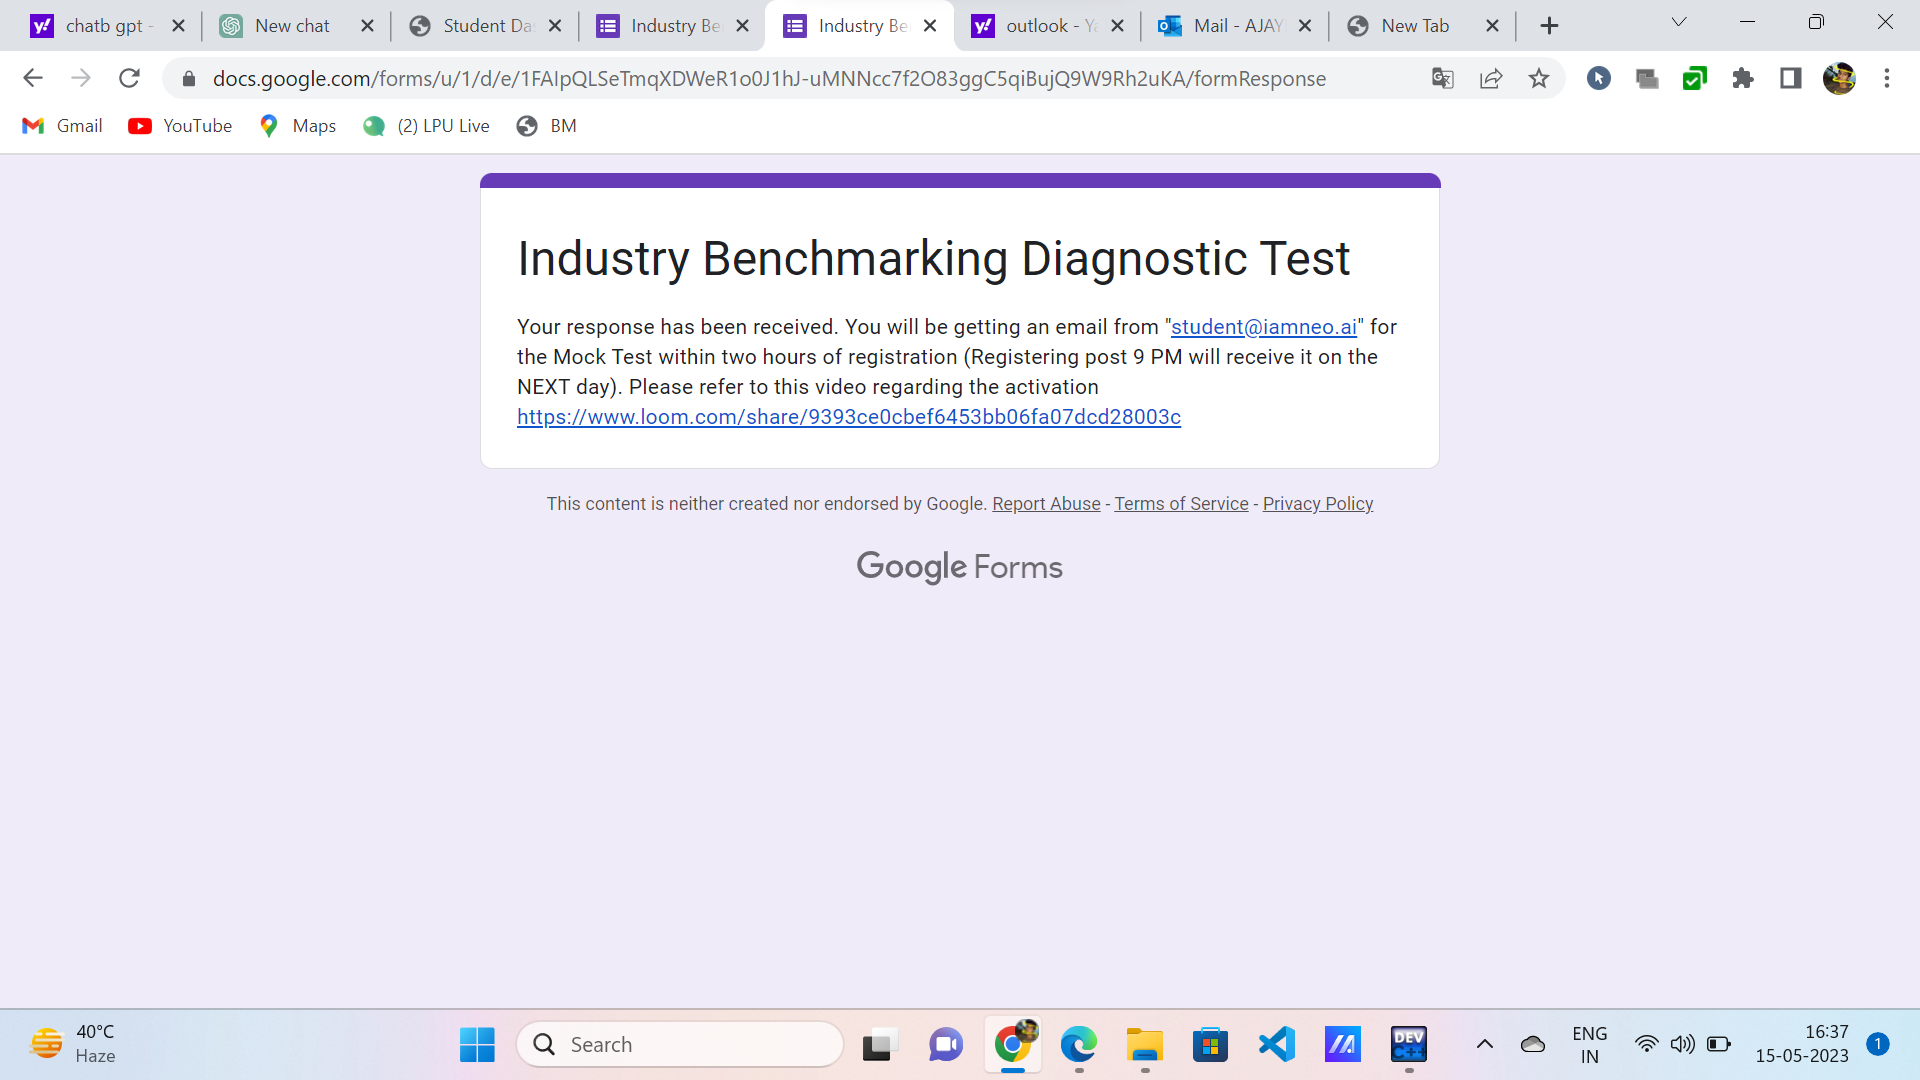 chatb gpt -
New chat
Student Das
Industry Be
Industry Be
outlook - Ya
Mail - AJAY
New Tab
docs.google.com/forms/u/1/d/e/1FAIpQLSeTmqXDWeR1o0J1hJ-uMNNcc7f2O83ggC5qiBujQ9W9Rh2uKA/formResponse
Gmail
YouTube
Maps
(2) LPU Live
BM
Industry Benchmarking Diagnostic Test
Your response has been received. You will be getting an email from "student@iamneo.ai" for
the Mock Test within two hours of registration (Registering post 9 PM will receive it on the
NEXT day). Please refer to this video regarding the activation
https://www.loom.com/share/9393ce0cbef6453bb06fa07dcd28003c
This content is neither created nor endorsed by Google. Report Abuse - Terms of Service - Privacy Policy
Google Forms
40°C
Haze
Search
DEV
C++
ENG
IN
16:37
15-05-2023
1